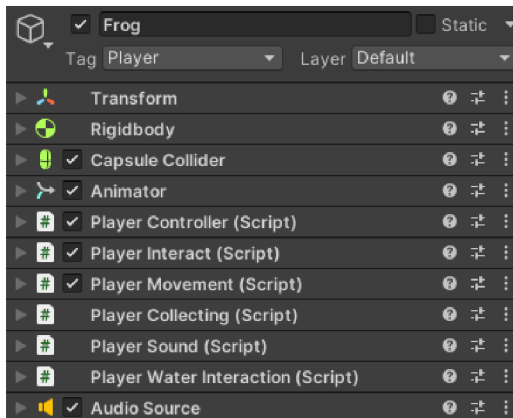 Frog Static
Tag Player Layer Default
Transform
Rigidbody
Capsule Collider
Animator
# Player Controller (Script)
# Player Interact (Script)
# Player Movement (Script)
# Player Collecting (Script)
# Player Sound (Script)
# Player Water Interaction (Script)
Audio Source